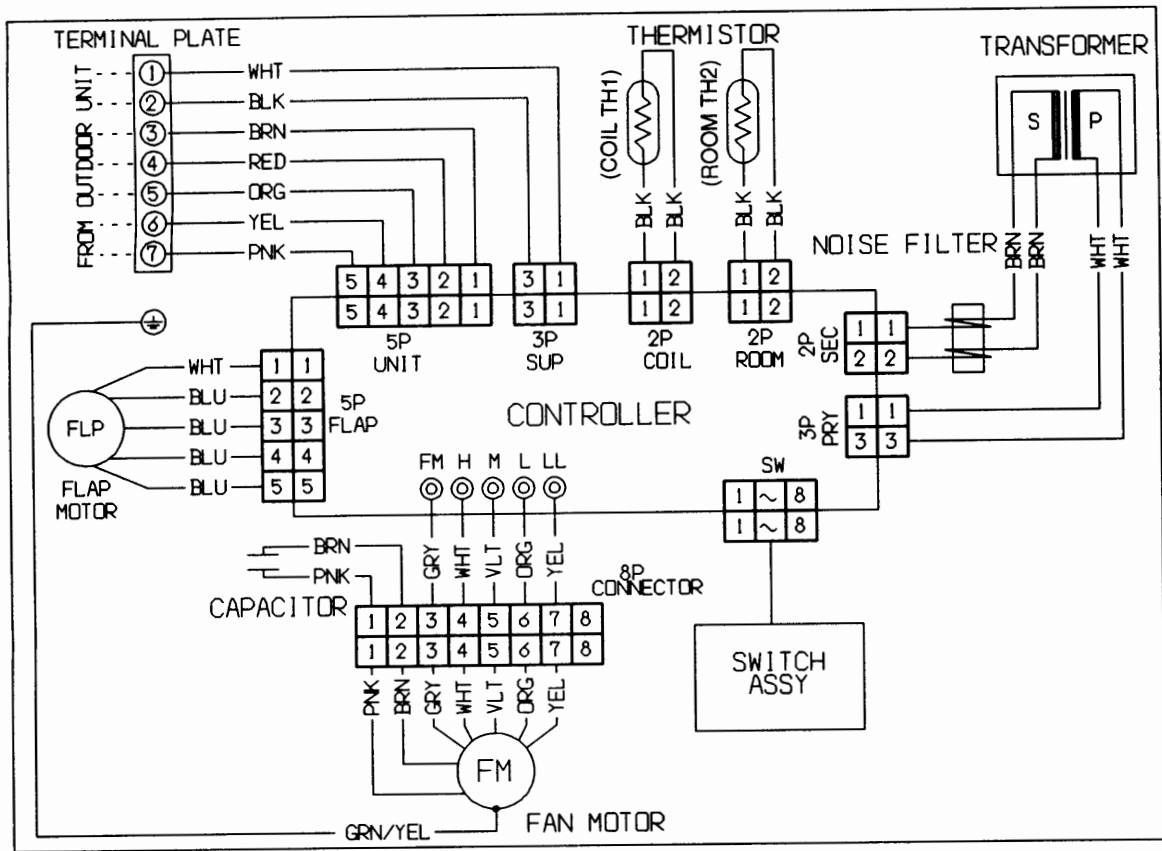 TERMINAL PLATE
THERMISTOR
TRANSFORMER
FROM OUTDOOR UNIT
1 WHT
2 BLK
3 BRN
4 RED
5 ORG
6 YEL
7 PNK
(COIL TH1)
(ROOM TH2)
BLK BLK BLK BLK
S P
BRN BRN WHT WHT
NOISE FILTER
5 4 3 2 1
5 4 3 2 1
5P
UNIT
3 1
3 1
3P
SUP
1 2
1 2
2P
COIL
1 2
1 2
2P
ROOM
2P
SEC
1 1
2 2
3P
PRY
1 1
3 3
FLP
FLAP
MOTOR
WHT 1 1
BLU 2 2
BLU 3 3
BLU 4 4
BLU 5 5
5P
FLAP
CONTROLLER
FM H M L LL
SW
1 ~ 8
1 ~ 8
SWITCH
ASSY
BRN
PNK
CAPACITOR
GRY WHT VLT ORG YEL
8P
CONNECTOR
1 2 3 4 5 6 7 8
1 2 3 4 5 6 7 8
PNK BRN GRY WHT VLT ORG YEL
FM
FAN MOTOR
GRN/YEL